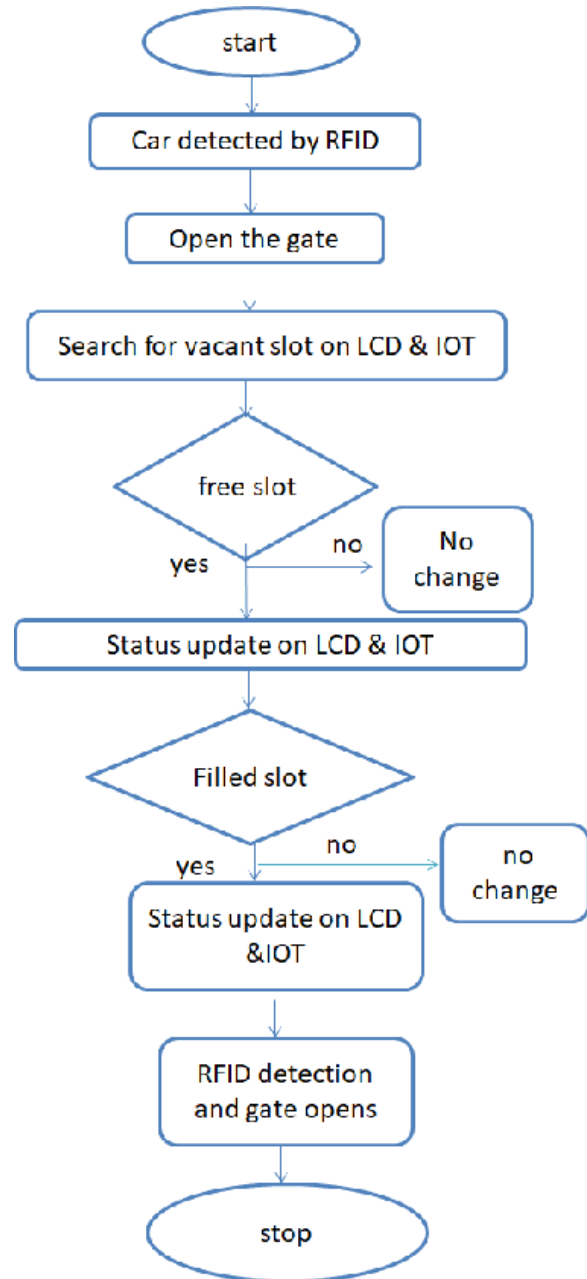 start
Car detected by RFID
Open the gate
Search for vacant slot on LCD & IOT
free slot
yes
no
No
change
Status update on LCD & IOT
Filled slot
yes
no
no
change
Status update on LCD
&IOT
RFID detection
and gate opens
stop